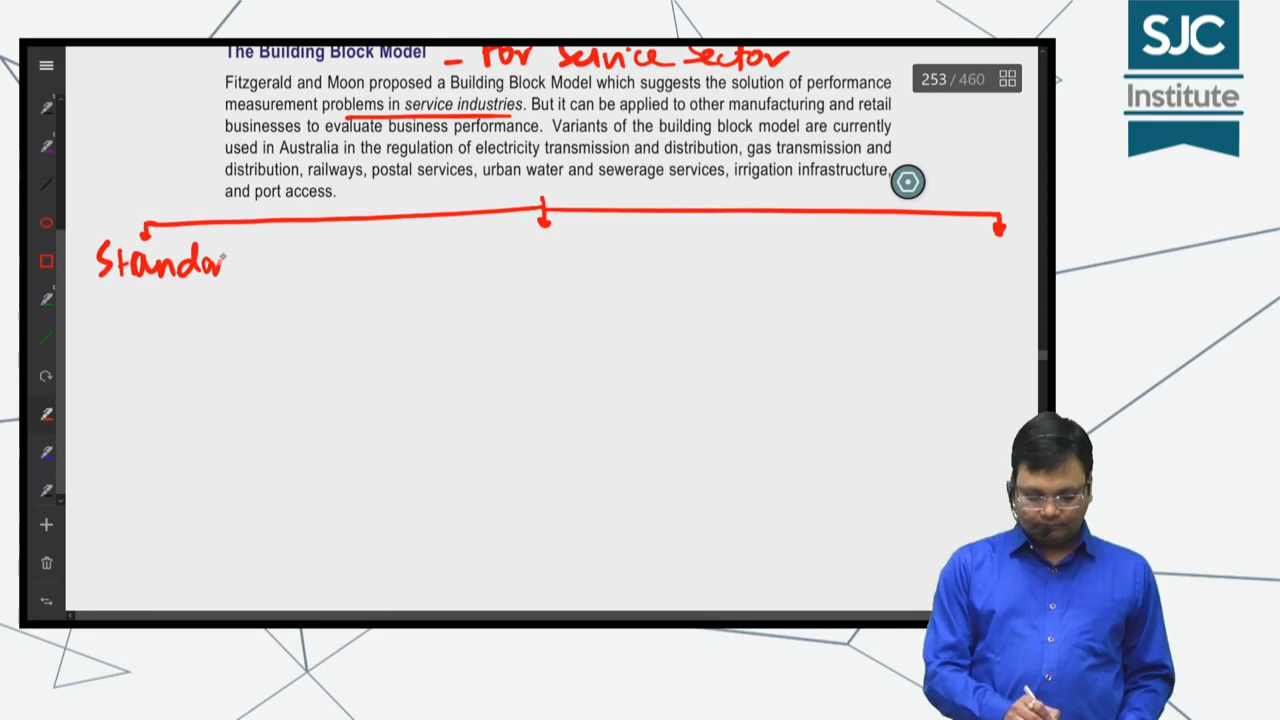 SJC
Institute
The Building Block Model - For Service Sector
253 / 460
Fitzgerald and Moon proposed a Building Block Model which suggests the solution of performance
measurement problems in service industries. But it can be applied to other manufacturing and retail
businesses to evaluate business performance. Variants of the building block model are currently
used in Australia in the regulation of electricity transmission and distribution, gas transmission and
distribution, railways, postal services, urban water and sewerage services, irrigation infrastructure,
and port access.
Standar